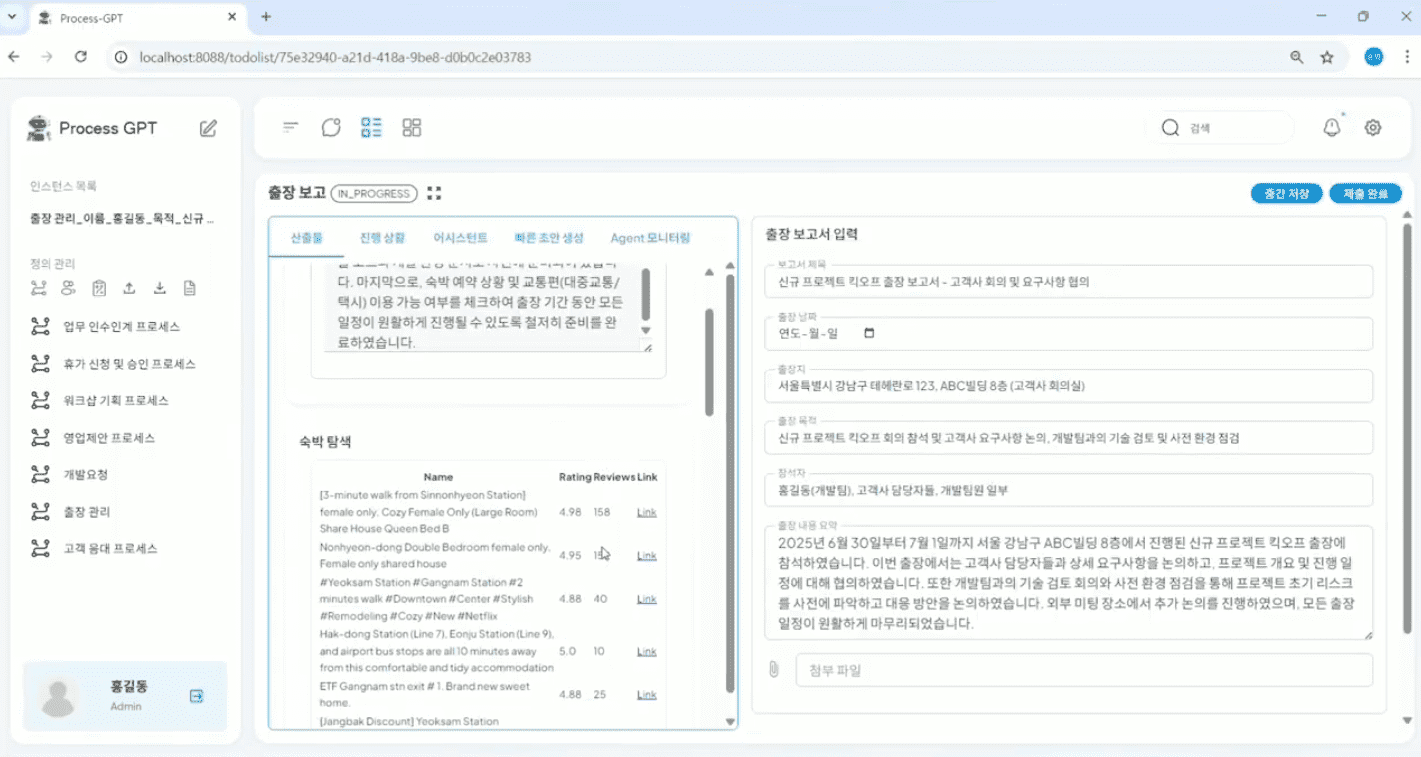 Process-GPT
localhost:8088/todolist/75e32940-a21d-418a-9be8-d0b0c2e03783
Process GPT
검색
인스턴스 목록
출장 관리_이름_홍길동_목적_신규 ...
정의 관리
업무 인수인계 프로세스
휴가 신청 및 승인 프로세스
워크샵 기획 프로세스
영업제안 프로세스
개발요청
출장 관리
고객 응대 프로세스
홍길동
Admin
출장 보고
IN_PROGRESS
중간 저장
제출 완료
산출물
진행 상황
어시스턴트
빠른 초안 생성
Agent 모니터링
다. 마지막으로, 숙박 예약 상황 및 교통편(대중교통/
택시) 이용 가능 여부를 체크하여 출장 기간 동안 모든
일정이 원활하게 진행될 수 있도록 철저히 준비를 완
료하였습니다.
숙박 탐색
Name Rating Reviews Link
[3-minute walk from Sinnonhyeon Station]
female only. Cozy Female Only (Large Room) 4.98 158 Link
Share House Queen Bed B
Nonhyeon-dong Double Bedroom female only. 4.95 Link
Female only shared house
#Yeoksam Station #Gangnam Station #2
minutes walk #Downtown #Center #Stylish 4.88 40 Link
#Remodeling #Cozy #New #Netflix
Hak-dong Station (Line 7), Eonju Station (Line 9),
and airport bus stops are all 10 minutes away 5.0 10 Link
from this comfortable and tidy accommodation
ETF Gangnam stn exit # 1. Brand new sweet 4.88 25 Link
home.
[Jangbak Discount] Yeoksam Station
출장 보고서 입력
보고서 제목
신규 프로젝트 킥오프 출장 보고서 - 고객사 회의 및 요구사항 협의
출장 날짜
연도-월-일
출장지
서울특별시 강남구 테헤란로 123, ABC빌딩 8층 (고객사 회의실)
출장 목적
신규 프로젝트 킥오프 회의 참석 및 고객사 요구사항 논의, 개발팀과의 기술 검토 및 사전 환경 점검
참석자
홍길동(개발팀), 고객사 담당자들, 개발팀원 일부
출장 내용 요약
2025년 6월 30일부터 7월 1일까지 서울 강남구 ABC빌딩 8층에서 진행된 신규 프로젝트 킥오프 출장에
참석하였습니다. 이번 출장에서는 고객사 담당자들과 상세 요구사항을 논의하고, 프로젝트 개요 및 진행 일
정에 대해 협의하였습니다. 또한 개발팀과의 기술 검토 회의와 사전 환경 점검을 통해 프로젝트 초기 리스크
를 사전에 파악하고 대응 방안을 논의하였습니다. 외부 미팅 장소에서 추가 논의를 진행하였으며, 모든 출장
일정이 원활하게 마무리되었습니다.
첨부 파일